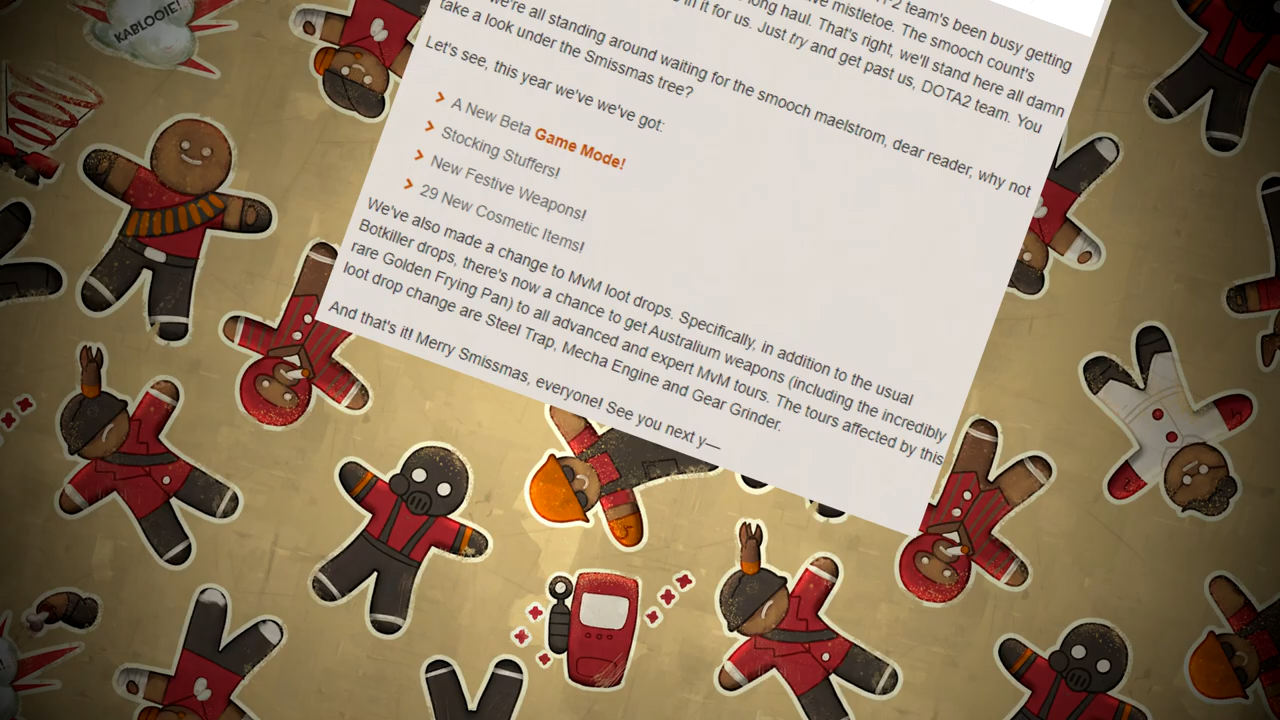 KABLOOIE!
-2 team's been busy getting
ve mistletoe. The smooch count's
long haul. That's right, we'll stand here all damn
in it for us. Just try and get past us, DOTA2 team. You
we're all standing around waiting for the smooch maelstrom, dear reader, why not
take a look under the Smissmas tree?
Let's see, this year we've we've got:
A New Beta Game Mode!
Stocking Stuffers!
New Festive Weapons!
29 New Cosmetic Items!
We've also made a change to MvM loot drops. Specifically, in addition to the usual
Botkiller drops, there's now a chance to get Australium weapons (including the incredibly
rare Golden Frying Pan) to all advanced and expert MvM tours. The tours affected by this
loot drop change are Steel Trap, Mecha Engine and Gear Grinder.
And that's it! Merry Smissmas, everyone! See you next y—